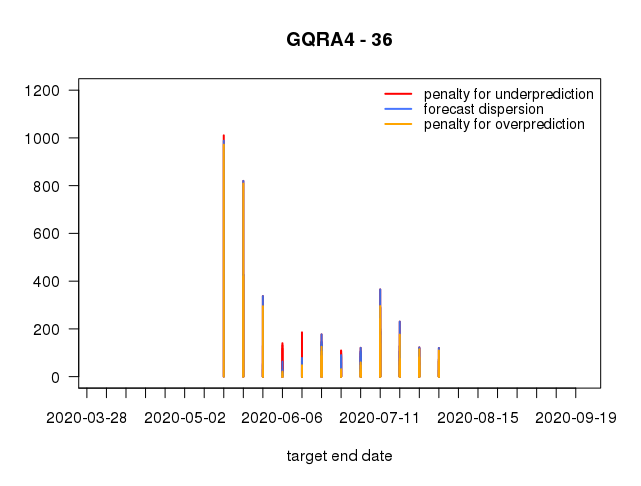 GQRA4 - 36
penalty for underprediction
forecast dispersion
penalty for overprediction
1200
1000
800
600
400
200
0
2020-03-28 2020-05-02 2020-06-06 2020-07-11 2020-08-15 2020-09-19
target end date